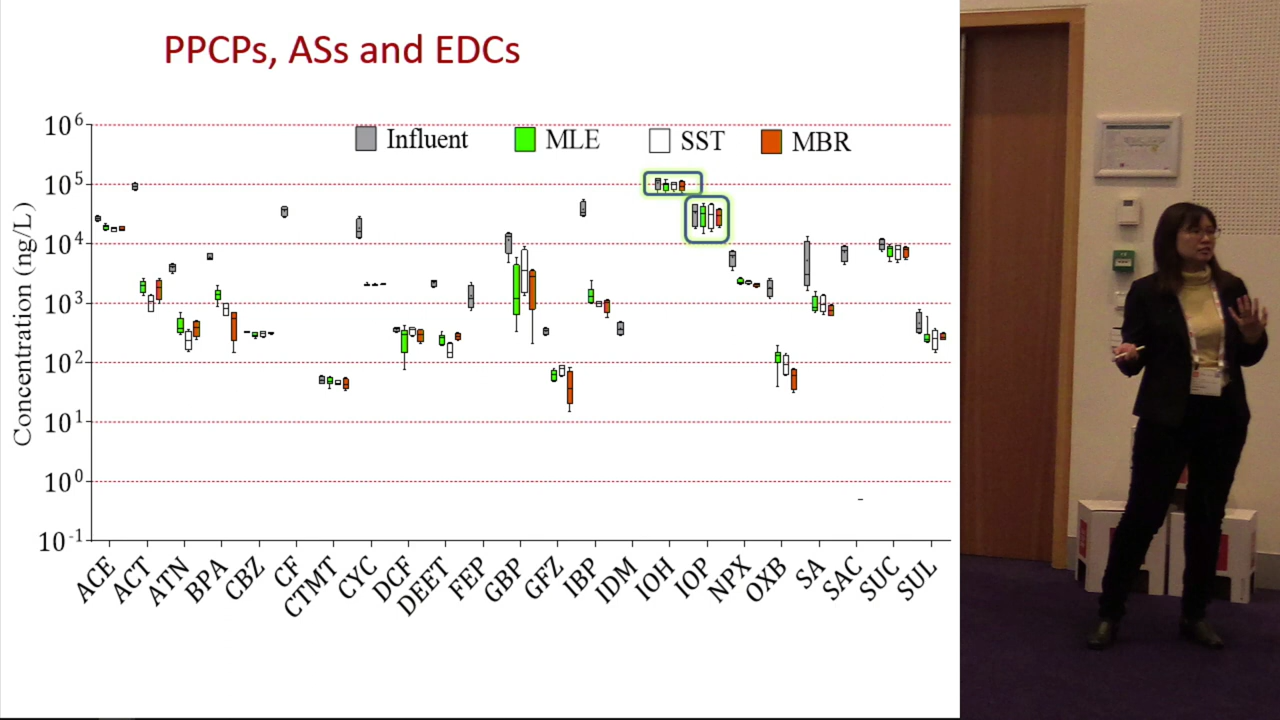 PPCPs, ASs and EDCs
Influent MLE SST MBR
Concentration (ng/L)
10^6
10^5
10^4
10^3
10^2
10^1
10^0
10^-1
ACE ACT ATN BPA CBZ CF CTMT CYC DCF DEET FEP GBP GFZ IBP IDM IOH IOP NPX OXB SA SAC SUC SUL